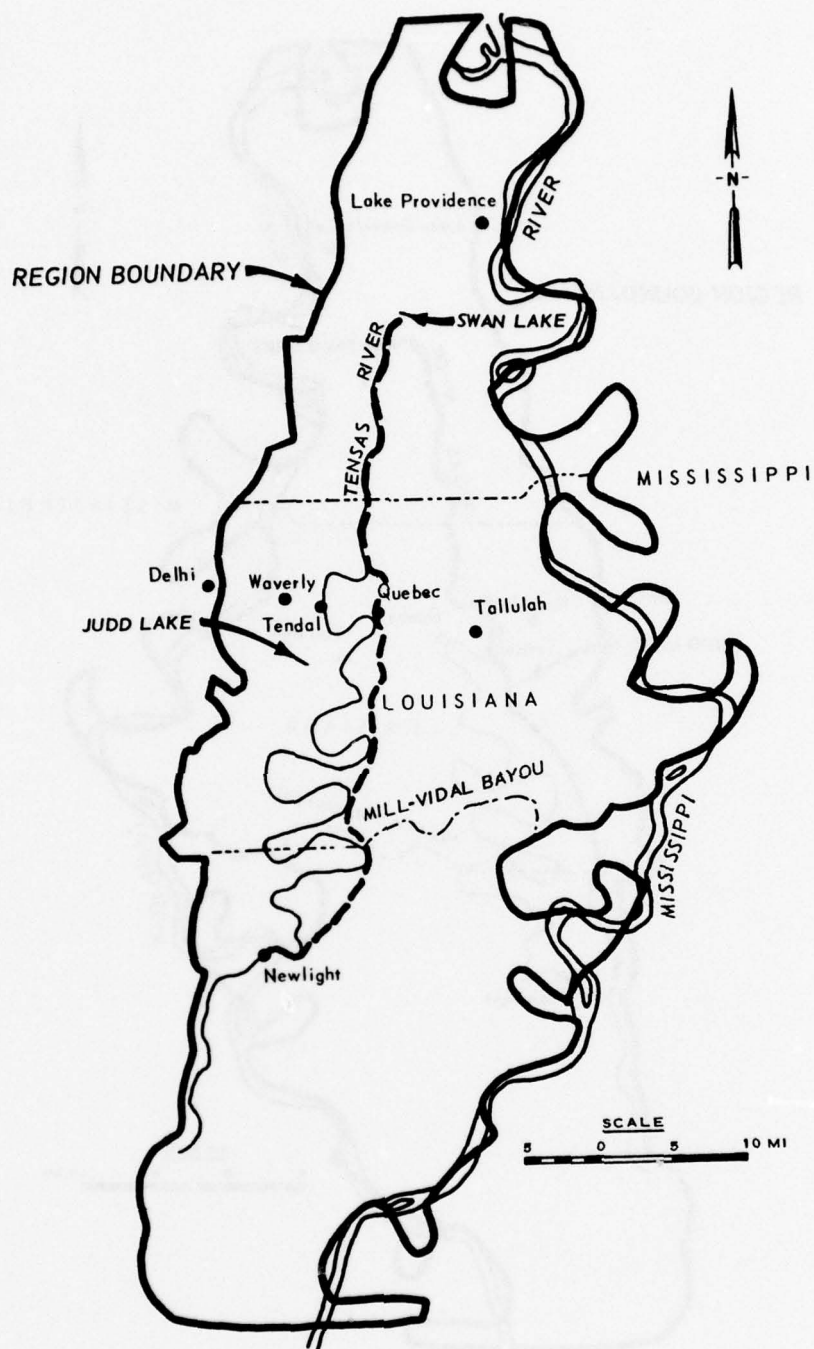 Lake Providence
-N-
RIVER
REGION BOUNDARY
SWAN LAKE
TENSAS RIVER
MISSISSIPPI
Delhi
Waverly
Quebec
Tendal
Tallulah
JUDD LAKE
LOUISIANA
MILL-VIDAL BAYOU
MISSISSIPPI
Newlight
SCALE
5 0 5 10 MI